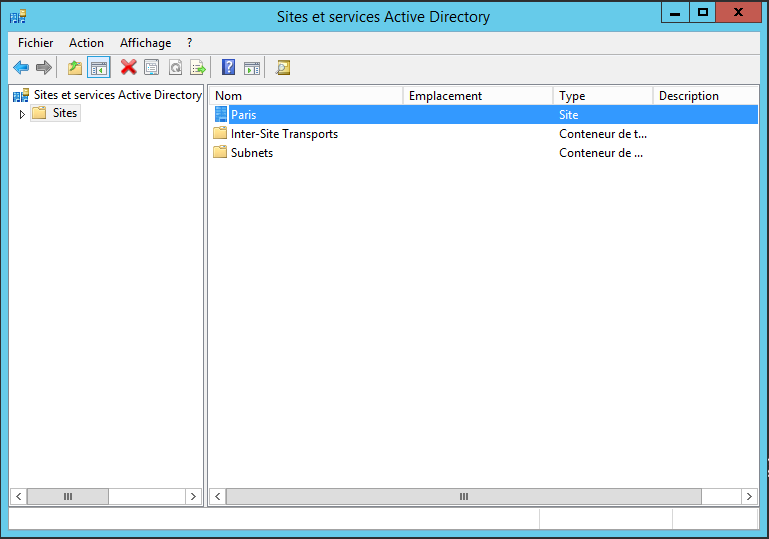 Sites et services Active Directory
Fichier Action Affichage ?
Sites et services Active Directory
Sites
Nom Emplacement Type Description
Paris Site
Inter-Site Transports Conteneur de t...
Subnets Conteneur de ...